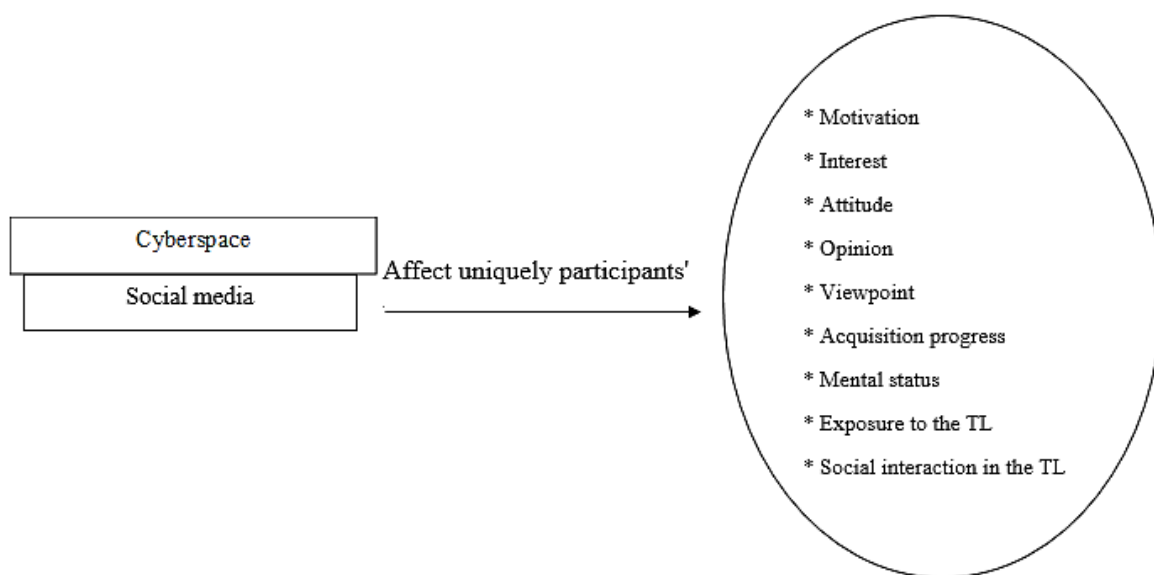 Cyberspace
Social media
Affect uniquely participants'
* Motivation
* Interest
* Attitude
* Opinion
* Viewpoint
* Acquisition progress
* Mental status
* Exposure to the TL
* Social interaction in the TL